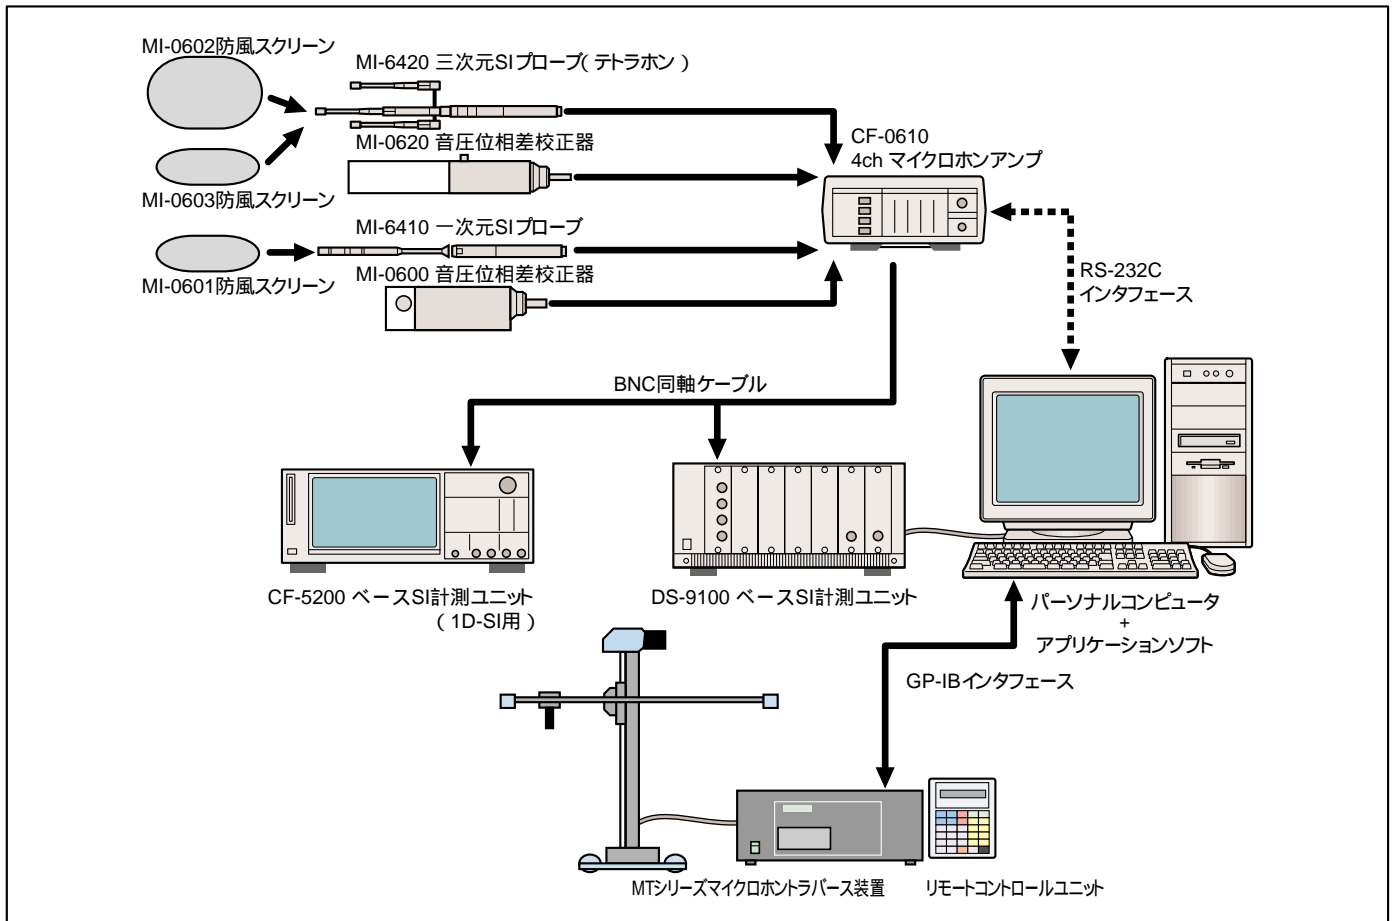 MI-0602防風スクリーン
MI-6420 三次元SIプローブ( テトラホン )
MI-0620 音圧位相差校正器
MI-0603防風スクリーン
CF-0610
4ch マイクロホンアンプ
MI-6410 一次元SIプローブ
MI-0600 音圧位相差校正器
MI-0601防風スクリーン
RS-232C
インタフェース
BNC同軸ケーブル
CF-5200 ベースSI計測ユニット
( 1D-SI用 )
DS-9100 ベースSI計測ユニット
パーソナルコンピュータ
+
アプリケーションソフト
GP-IBインタフェース
MTシリーズマイクロホントラバース装置
リモートコントロールユニット